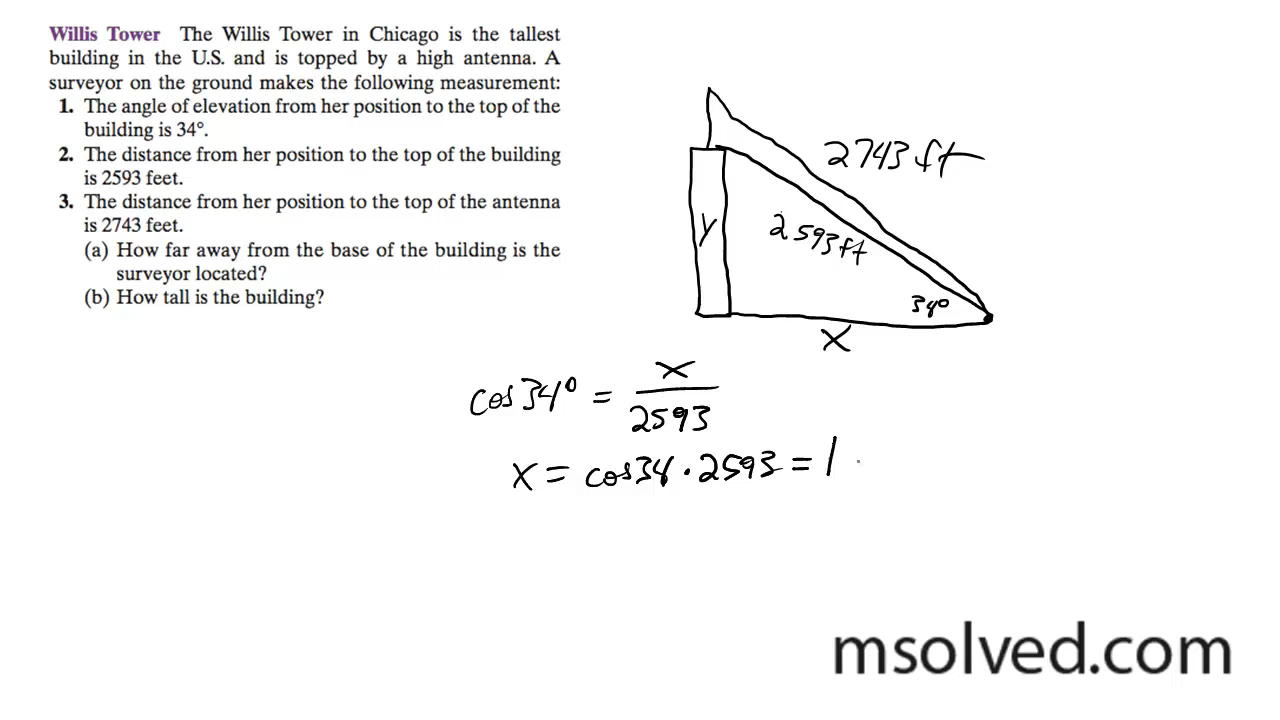 Willis Tower The Willis Tower in Chicago is the tallest
building in the U.S. and is topped by a high antenna. A
surveyor on the ground makes the following measurement:
1. The angle of elevation from her position to the top of the
building is 34°.
2. The distance from her position to the top of the building
is 2593 feet.
3. The distance from her position to the top of the antenna
is 2743 feet.
(a) How far away from the base of the building is the
surveyor located?
(b) How tall is the building?
2743 ft
y
2593 ft
34°
x
cos 34° = x / 2593
x = cos 34 · 2593 = 1
msolved.com